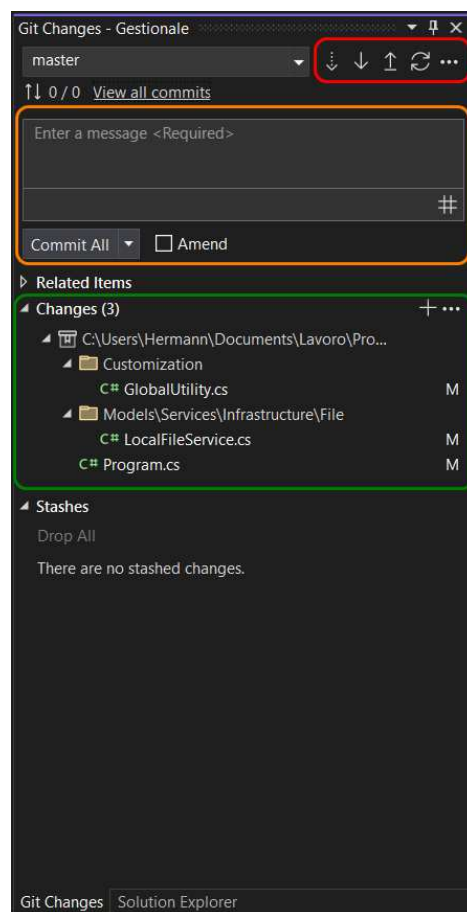 Git Changes - Gestionale
master
0 / 0 View all commits
Enter a message <Required>
Commit All Amend
Related Items
Changes (3)
C:\Users\Hermann\Documents\Lavoro\Pro...
Customization
C# GlobalUtility.cs M
Models\Services\Infrastructure\File
C# LocalFileService.cs M
C# Program.cs M
Stashes
Drop All
There are no stashed changes.
Git Changes Solution Explorer